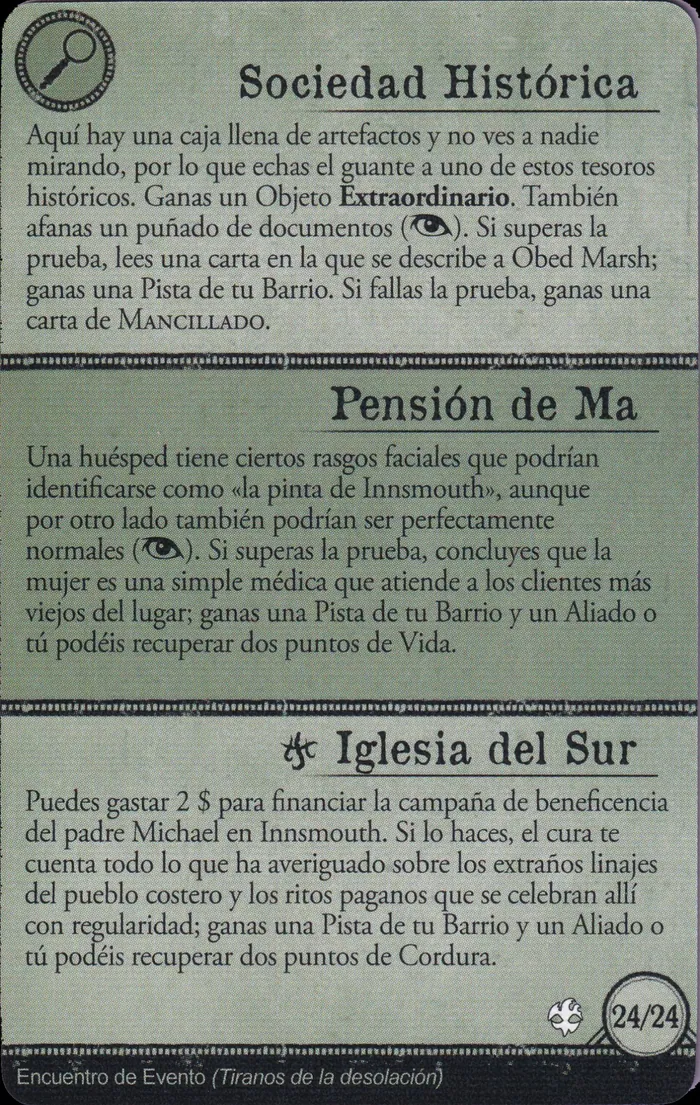 Sociedad Histórica
Aquí hay una caja llena de artefactos y no ves a nadie
mirando, por lo que echas el guante a uno de estos tesoros
históricos. Ganas un Objeto Extraordinario. También
afanas un puñado de documentos (). Si superas la
prueba, lees una carta en la que se describe a Obed Marsh;
ganas una Pista de tu Barrio. Si fallas la prueba, ganas una
carta de MANCILLADO.
Pensión de Ma
Una huésped tiene ciertos rasgos faciales que podrían
identificarse como «la pinta de Innsmouth», aunque
por otro lado también podrían ser perfectamente
normales (). Si superas la prueba, concluyes que la
mujer es una simple médica que atiende a los clientes más
viejos del lugar; ganas una Pista de tu Barrio y un Aliado o
tú podéis recuperar dos puntos de Vida.
Iglesia del Sur
Puedes gastar 2 $ para financiar la campaña de beneficencia
del padre Michael en Innsmouth. Si lo haces, el cura te
cuenta todo lo que ha averiguado sobre los extraños linajes
del pueblo costero y los ritos paganos que se celebran allí
con regularidad; ganas una Pista de tu Barrio y un Aliado o
tú podéis recuperar dos puntos de Cordura.
24/24
Encuentro de Evento (Tiranos de la desolación)